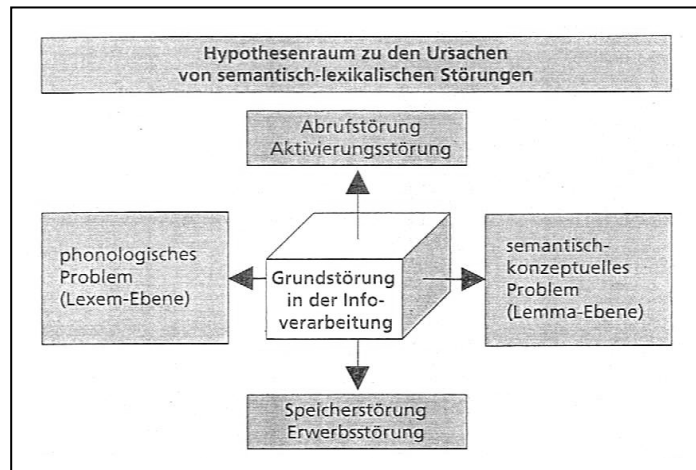 Hypothesenraum zu den Ursachen
von semantisch-lexikalischen Störungen
Abrufstörung
Aktivierungsstörung
phonologisches
Problem
(Lexem-Ebene)
Grundstörung
in der Info-
verarbeitung
semantisch-
konzeptuelles
Problem
(Lemma-Ebene)
Speicherstörung
Erwerbsstörung